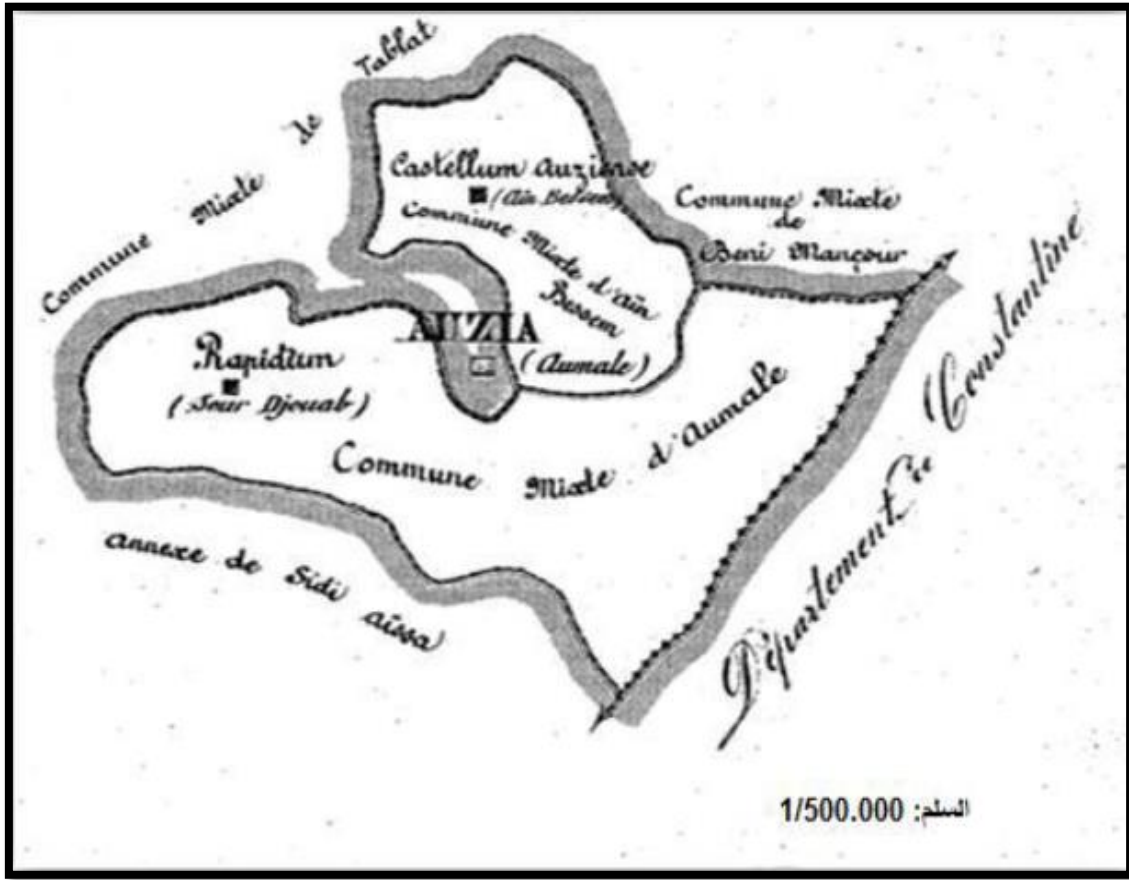 Commune Mixte de Tablat
Castellum Auziense
(Aïn Bessem)
Commune Mixte d'Aïn
Bessem
Commune Mixte
de
Beni Mançour
AUZIA
(Aumale)
Rapidum
(Sour Djouab)
Commune Mixte d'Aumale
Annexe de Sidi Aïssa
Département de Constantine
السلم: 1/500.000